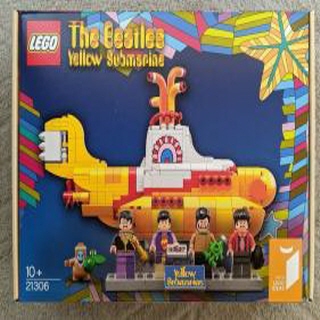 LEGO
The Beatles
Yellow Submarine
10+
21306
Yellow
Submarine